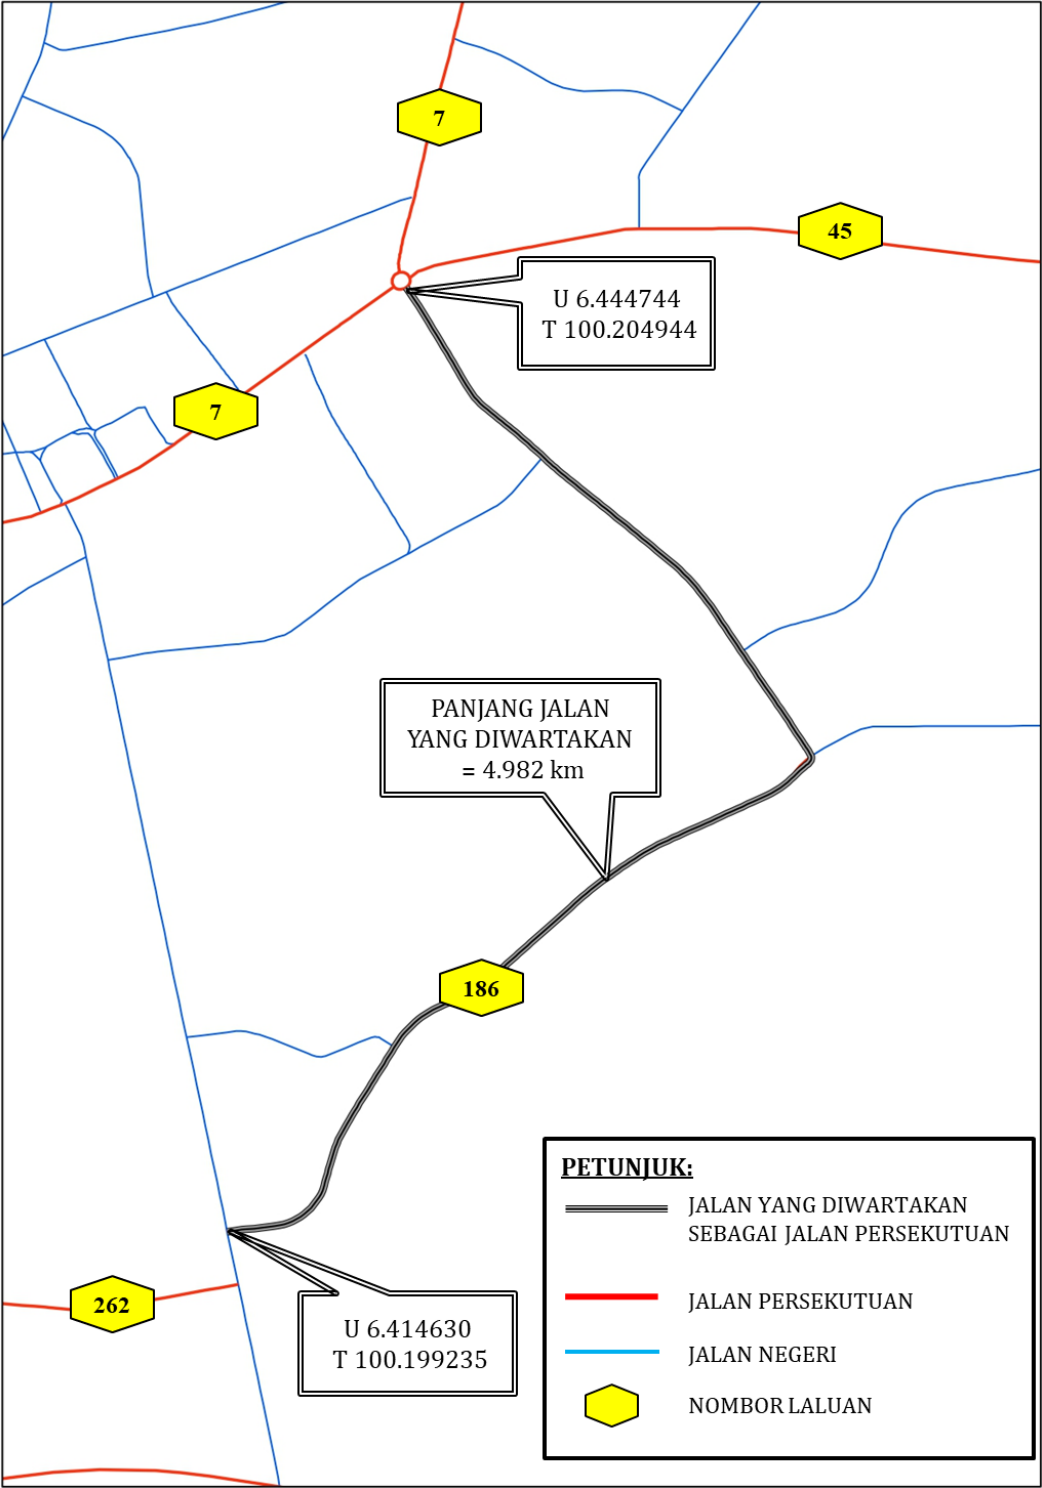 7
45
U 6.444744
T 100.204944
7
PANJANG JALAN
YANG DIWARTAKAN
= 4.982 km
186
262
U 6.414630
T 100.199235
PETUNJUK:
JALAN YANG DIWARTAKAN
SEBAGAI JALAN PERSEKUTUAN
JALAN PERSEKUTUAN
JALAN NEGERI
NOMBOR LALUAN